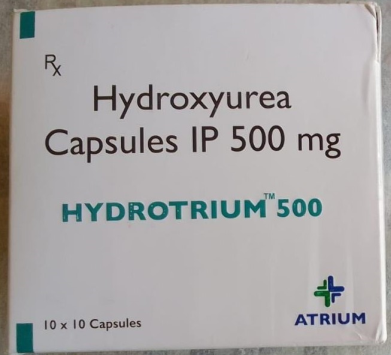 Rx
Hydroxyurea
Capsules IP 500 mg
HYDROTRIUM™ 500
10 x 10 Capsules
ATRIUM